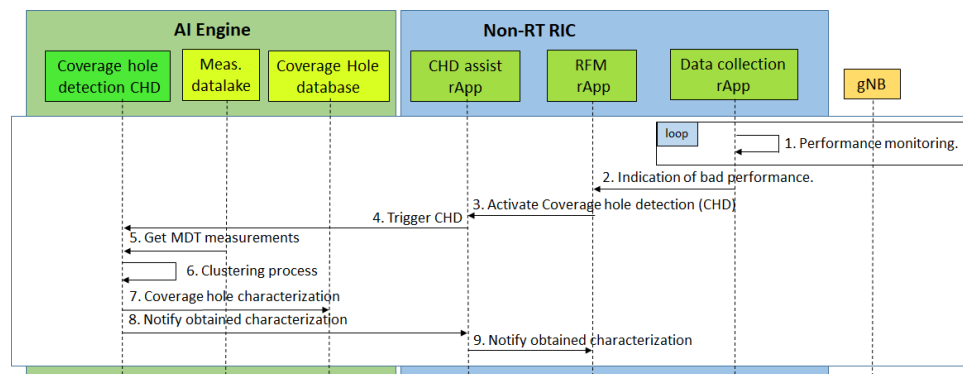 AI Engine
Non-RT RIC
Coverage hole
detection CHD
Meas.
datalake
Coverage Hole
database
CHD assist
rApp
RFM
rApp
Data collection
rApp
gNB
loop
1. Performance monitoring.
2. Indication of bad performance.
3. Activate Coverage hole detection (CHD)
4. Trigger CHD
5. Get MDT measurements
6. Clustering process
7. Coverage hole characterization
8. Notify obtained characterization
9. Notify obtained characterization